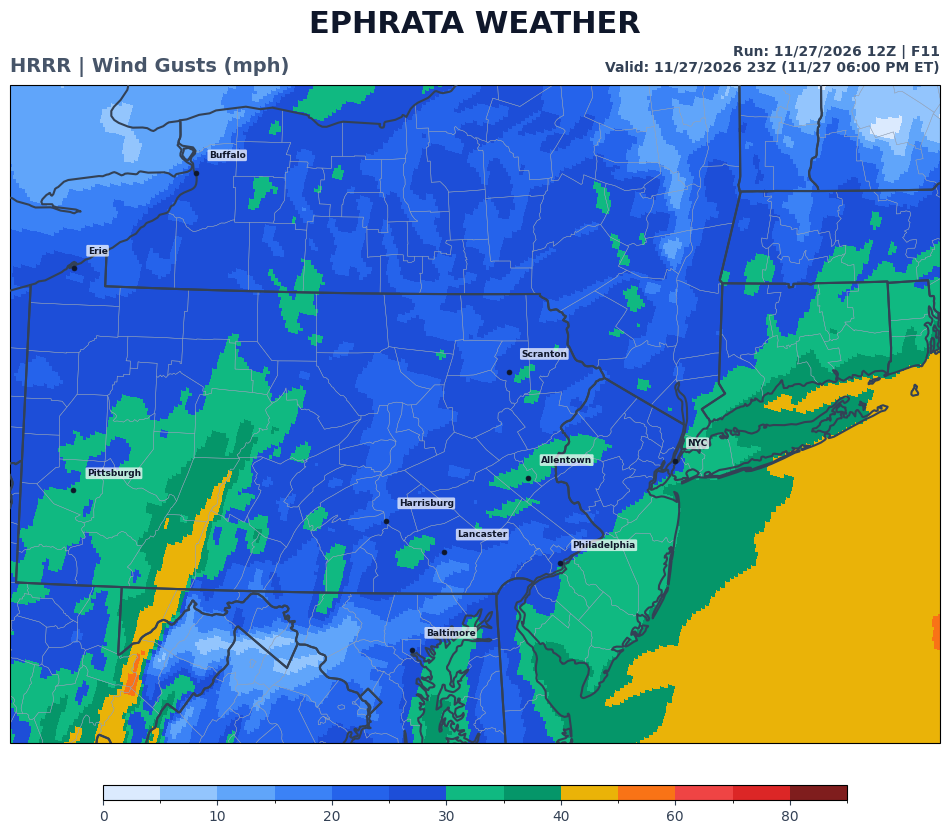 EPHRATA WEATHER
HRRR | Wind Gusts (mph)
Run: 11/27/2026 12Z | F11
Valid: 11/27/2026 23Z (11/27 06:00 PM ET)
Buffalo
Erie
Scranton
NYC
Allentown
Pittsburgh
Harrisburg
Lancaster
Philadelphia
Baltimore
0 10 20 30 40 50 60 70 80